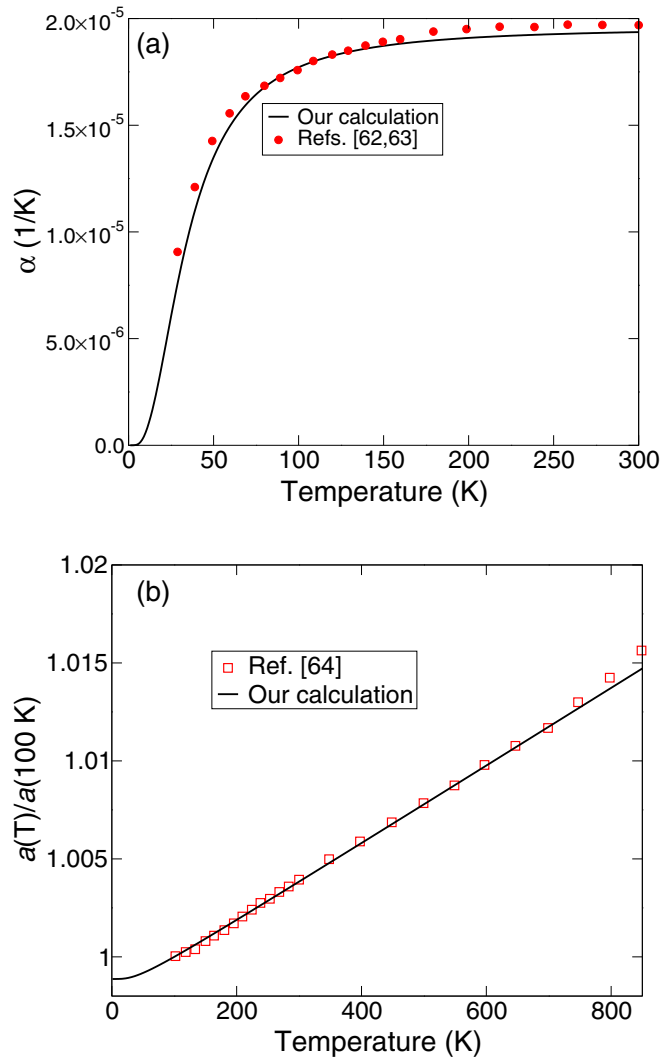 (a)
2.0×10⁻⁵
1.5×10⁻⁵
1.0×10⁻⁵
5.0×10⁻⁶
0.0
α (1/K)
Our calculation
Refs. [62,63]
0 50 100 150 200 250 300
Temperature (K)
(b)
1.02
1.015
1.01
1.005
1
a(T)/a(100 K)
Ref. [64]
Our calculation
0 200 400 600 800
Temperature (K)